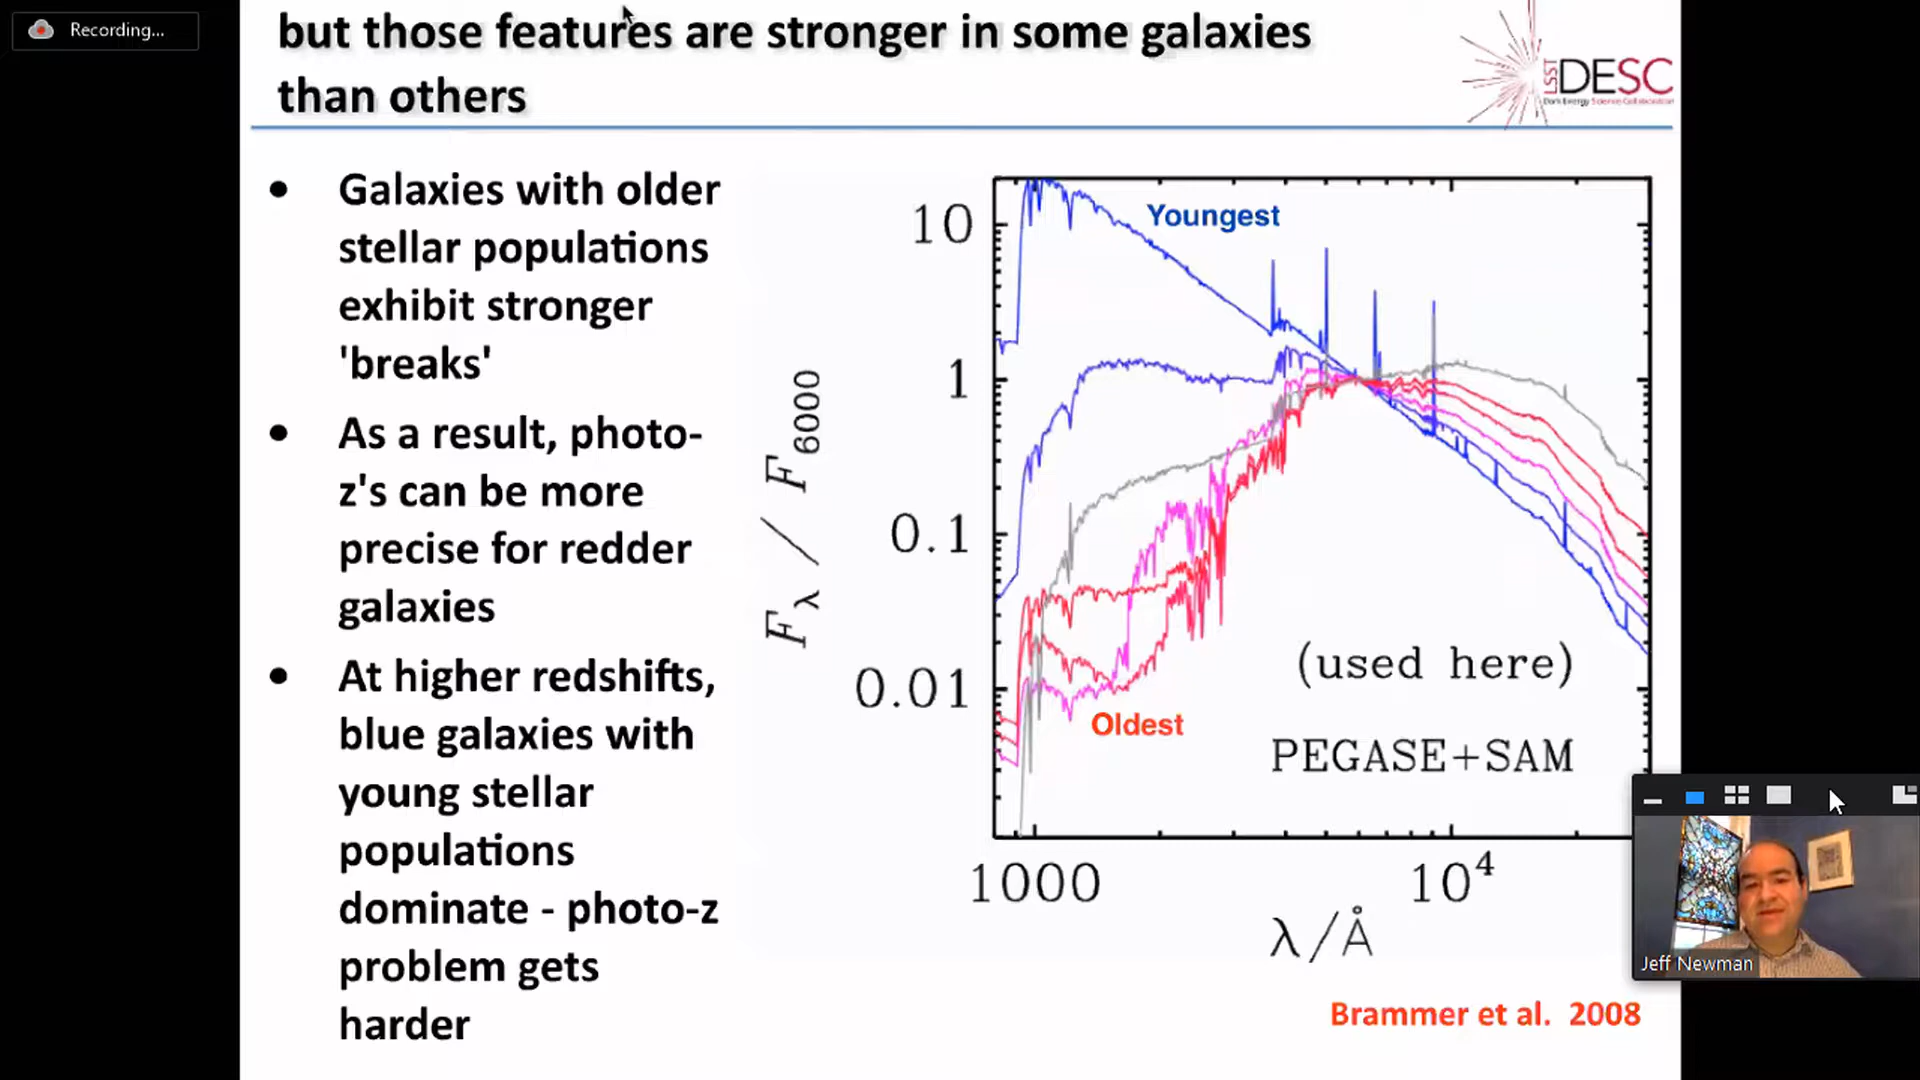 Recording...
but those features are stronger in some galaxies
than others
LSST DESC
Dark Energy Science Collaboration
• Galaxies with older
stellar populations
exhibit stronger
'breaks'
• As a result, photo-
z's can be more
precise for redder
galaxies
• At higher redshifts,
blue galaxies with
young stellar
populations
dominate - photo-z
problem gets
harder
Youngest
10
1
0.1
0.01
Fλ / F6000
Oldest
(used here)
PEGASE+SAM
1000
10⁴
λ/Å
Jeff Newman
Brammer et al. 2008